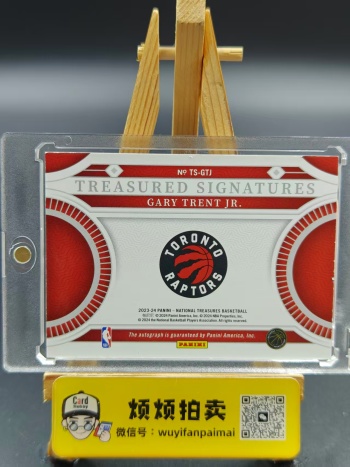 No TS-GTJ
TREASURED SIGNATURES
GARY TRENT JR.
TORONTO
RAPTORS
2023-24 PANINI - NATIONAL TREASURES BASKETBALL
The autograph is guaranteed by Panini America, Inc.
PANINI
Card
烦烦拍卖
微信号:wuyifanpaimai